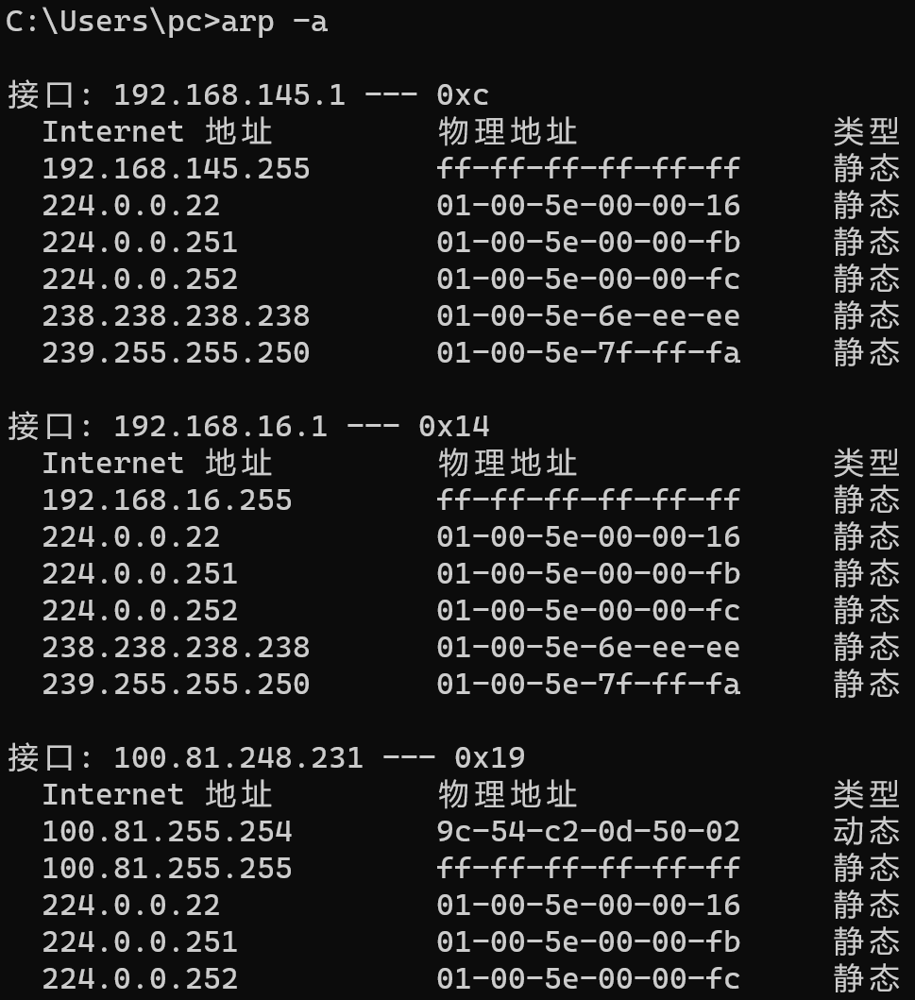 C:\Users\pc>arp -a
接口: 192.168.145.1 --- 0xc
Internet 地址 物理地址 类型
192.168.145.255 ff-ff-ff-ff-ff-ff 静态
224.0.0.22 01-00-5e-00-00-16 静态
224.0.0.251 01-00-5e-00-00-fb 静态
224.0.0.252 01-00-5e-00-00-fc 静态
238.238.238.238 01-00-5e-6e-ee-ee 静态
239.255.255.250 01-00-5e-7f-ff-fa 静态
接口: 192.168.16.1 --- 0x14
Internet 地址 物理地址 类型
192.168.16.255 ff-ff-ff-ff-ff-ff 静态
224.0.0.22 01-00-5e-00-00-16 静态
224.0.0.251 01-00-5e-00-00-fb 静态
224.0.0.252 01-00-5e-00-00-fc 静态
238.238.238.238 01-00-5e-6e-ee-ee 静态
239.255.255.250 01-00-5e-7f-ff-fa 静态
接口: 100.81.248.231 --- 0x19
Internet 地址 物理地址 类型
100.81.255.254 9c-54-c2-0d-50-02 动态
100.81.255.255 ff-ff-ff-ff-ff-ff 静态
224.0.0.22 01-00-5e-00-00-16 静态
224.0.0.251 01-00-5e-00-00-fb 静态
224.0.0.252 01-00-5e-00-00-fc 静态